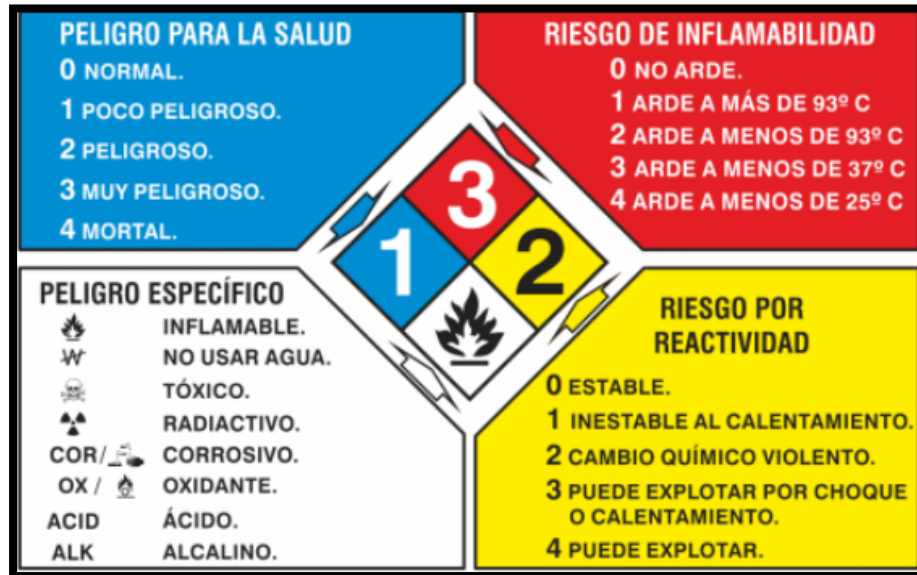 PELIGRO PARA LA SALUD
0 NORMAL.
1 POCO PELIGROSO.
2 PELIGROSO.
3 MUY PELIGROSO.
4 MORTAL.
RIESGO DE INFLAMABILIDAD
0 NO ARDE.
1 ARDE A MÁS DE 93º C
2 ARDE A MENOS DE 93º C
3 ARDE A MENOS DE 37º C
4 ARDE A MENOS DE 25º C
3
1
2
PELIGRO ESPECÍFICO
INFLAMABLE.
W NO USAR AGUA.
TÓXICO.
RADIACTIVO.
COR/ CORROSIVO.
OX / OXIDANTE.
ACID ÁCIDO.
ALK ALCALINO.
RIESGO POR
REACTIVIDAD
0 ESTABLE.
1 INESTABLE AL CALENTAMIENTO.
2 CAMBIO QUÍMICO VIOLENTO.
3 PUEDE EXPLOTAR POR CHOQUE
O CALENTAMIENTO.
4 PUEDE EXPLOTAR.